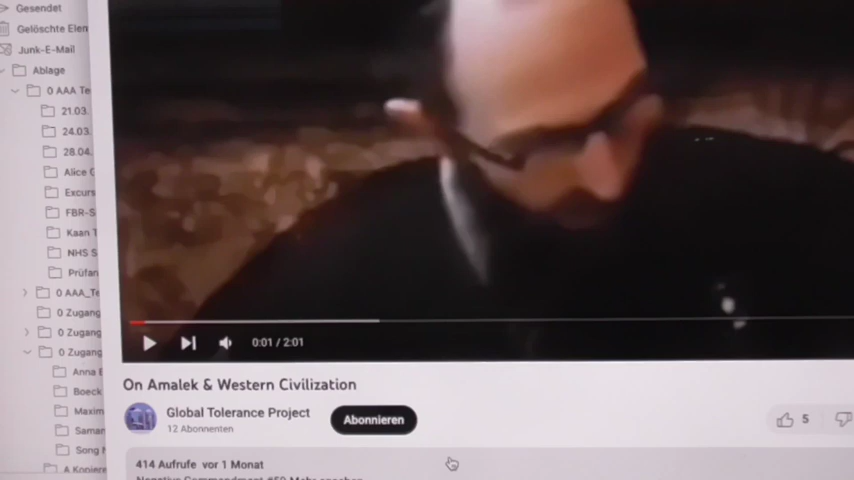 Gesendet
Gelöschte Elen
Junk-E-Mail
Ablage
0 AAA Te
21.03.
24.03.
28.04.
Alice
Excurs
FBR-S
Kaan T
NHS S
Prüfan
0 AAA_Te
0 Zugang
0 Zugang
0 Zugang
Anna
Boeck
Maxim
Saman
Song
A Kopiere
0:01 / 2:01
On Amalek & Western Civilization
Global Tolerance Project
12 Abonnenten
Abonnieren
5
414 Aufrufe vor 1 Monat